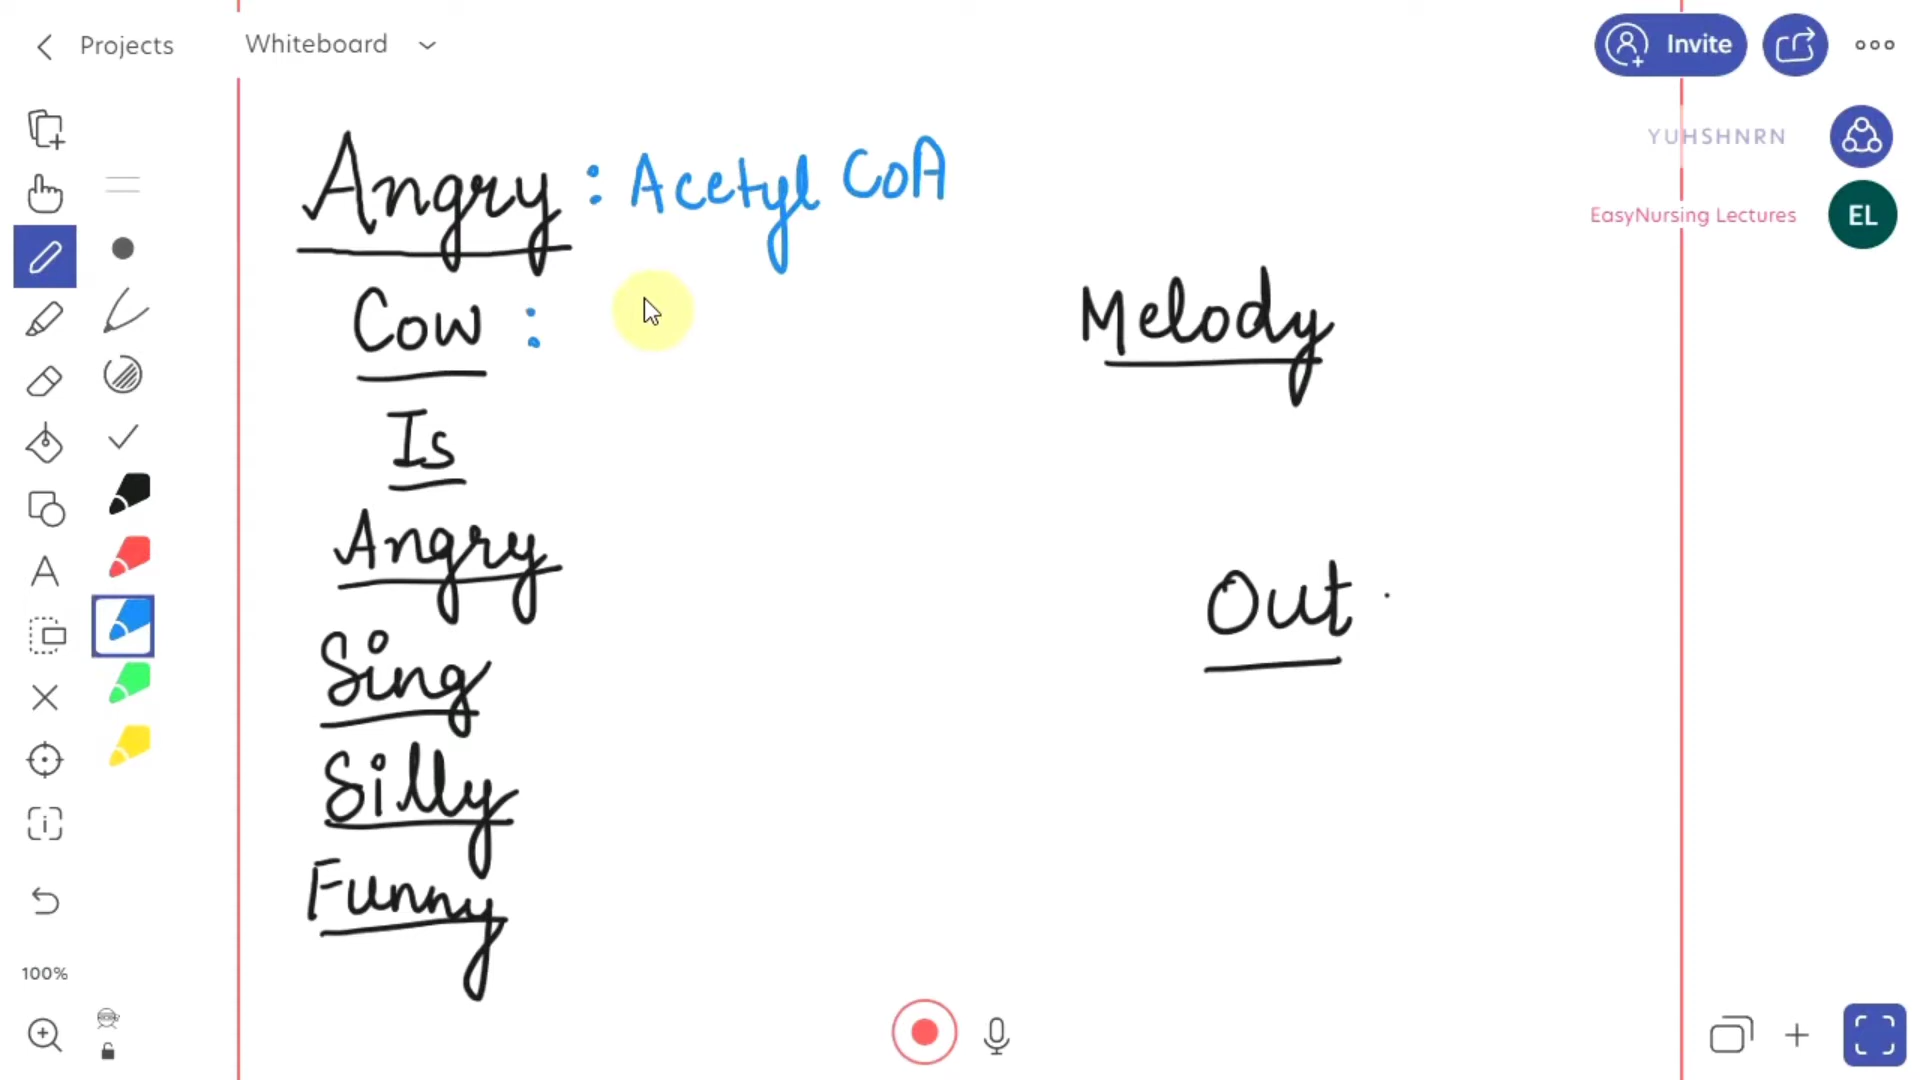 Projects
Whiteboard
Invite
YUHSHNRN
EasyNursing Lectures
EL
Angry : Acetyl CoA
Cow :
Melody
Is
Angry
Out
Sing
Silly
Funny
A
100%